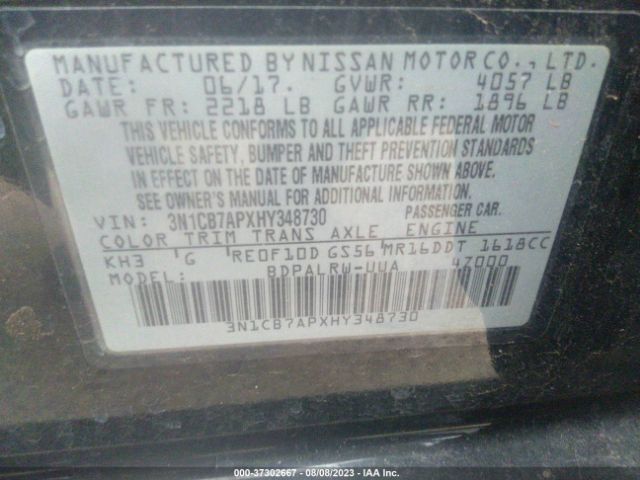 MANUFACTURED BY NISSAN MOTOR CO., LTD.
DATE: 06/17. GVWR: 4057 LB
GAWR FR: 2218 LB GAWR RR: 1896 LB
THIS VEHICLE CONFORMS TO ALL APPLICABLE FEDERAL MOTOR
VEHICLE SAFETY, BUMPER AND THEFT PREVENTION STANDARDS
IN EFFECT ON THE DATE OF MANUFACTURE SHOWN ABOVE.
SEE OWNER'S MANUAL FOR ADDITIONAL INFORMATION.
VIN: 3N1CB7APXHY348730 PASSENGER CAR.
COLOR TRIM TRANS AXLE ENGINE
KH3 G RE0F10D GS56 MR16DDT 1618CC
MODEL: BDPALRW-UUA 47000
3N1CB7APXHY348730
000-37302667 - 08/08/2023 - IAA Inc.